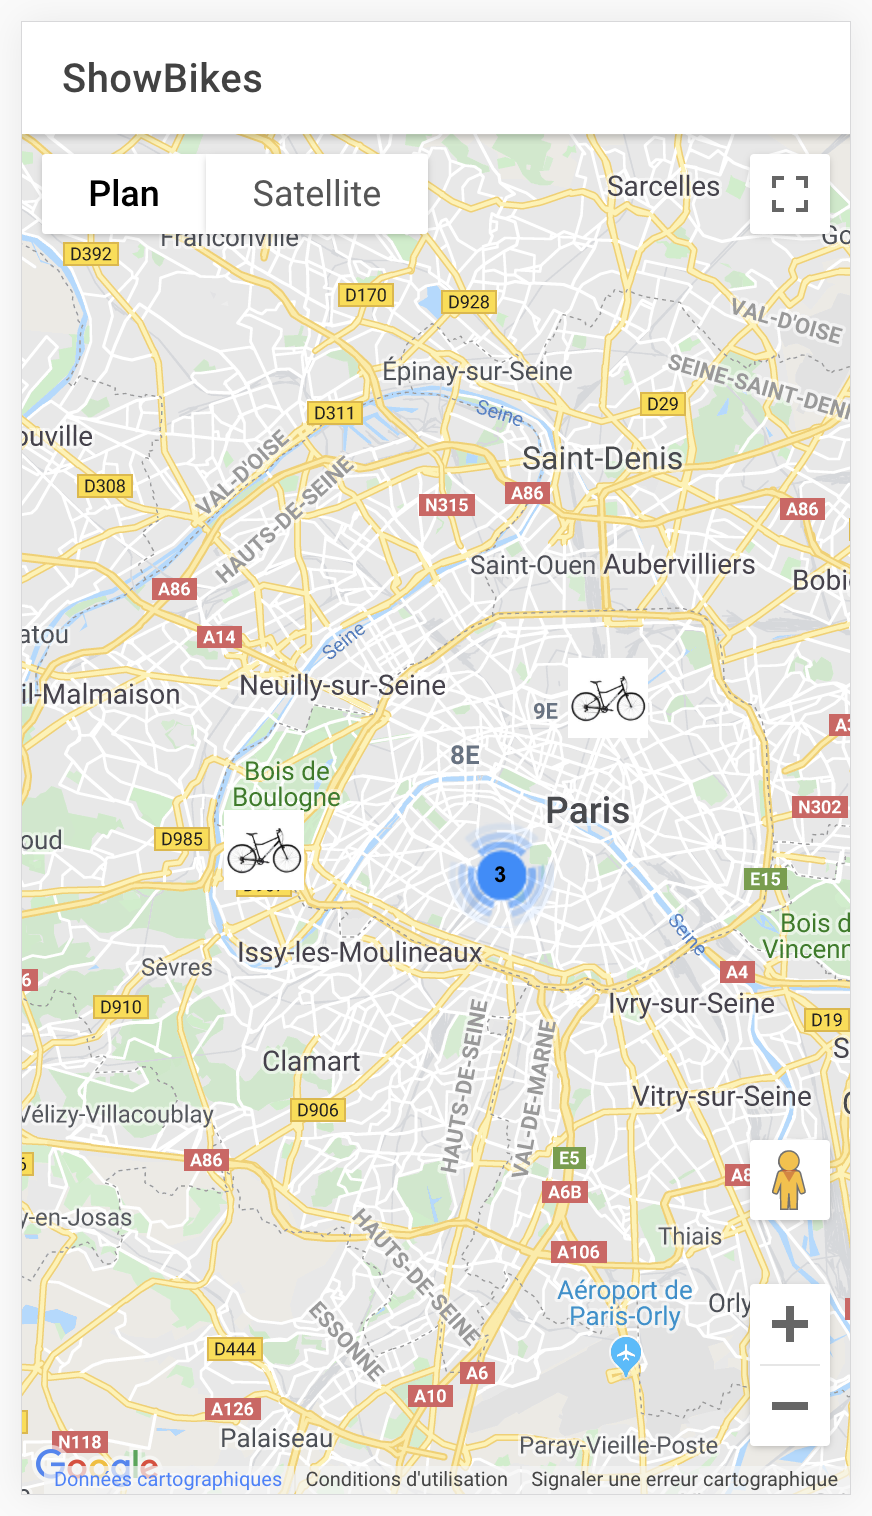 ShowBikes
Plan
Satellite
Sarcelles
Franconville
D392
D170
D928
VAL-D'OISE
Épinay-sur-Seine
SEINE-SAINT-DENI
D29
D311
Seine
ouville
VAL-D'OISE
Saint-Denis
HAUTS-DE-SEINE
D308
A86
N315
A86
Saint-Ouen
Aubervilliers
Bobi
A86
atou
A14
Seine
il-Malmaison
Neuilly-sur-Seine
9E
8E
Bois de
Boulogne
Paris
N302
oud
D985
3
E15
Seine
Bois d
Vincenn
Issy-les-Moulineaux
Sèvres
A4
6
D910
Ivry-sur-Seine
D19
HAUTS-DE-SEINE
VAL-DE-MARNE
S
Clamart
Vitry-sur-Seine
D906
Vélizy-Villacoublay
A86
E5
A8
A6B
y-en-Josas
HAUTS-DE-SEINE
Thiais
A106
Aéroport de
Paris-Orly
Orly
ESSONNE
D444
A6
A10
A126
Palaiseau
N118
Paray-Vieille-Poste
Google
Données cartographiques
Conditions d'utilisation
Signaler une erreur cartographique